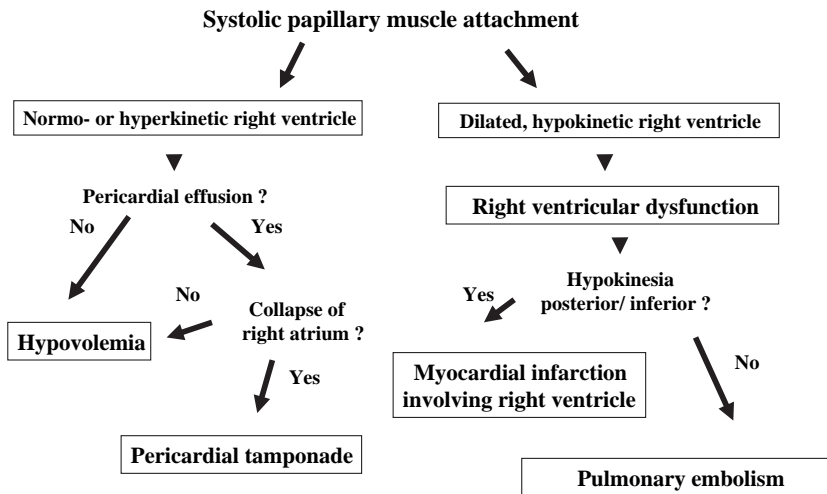 Systolic papillary muscle attachment
Normo- or hyperkinetic right ventricle
Dilated, hypokinetic right ventricle
Pericardial effusion ?
Right ventricular dysfunction
No
Yes
Hypokinesia
posterior/ inferior ?
Yes
No
Collapse of
right atrium ?
Hypovolemia
Yes
Myocardial infarction
involving right ventricle
No
Pericardial tamponade
Pulmonary embolism